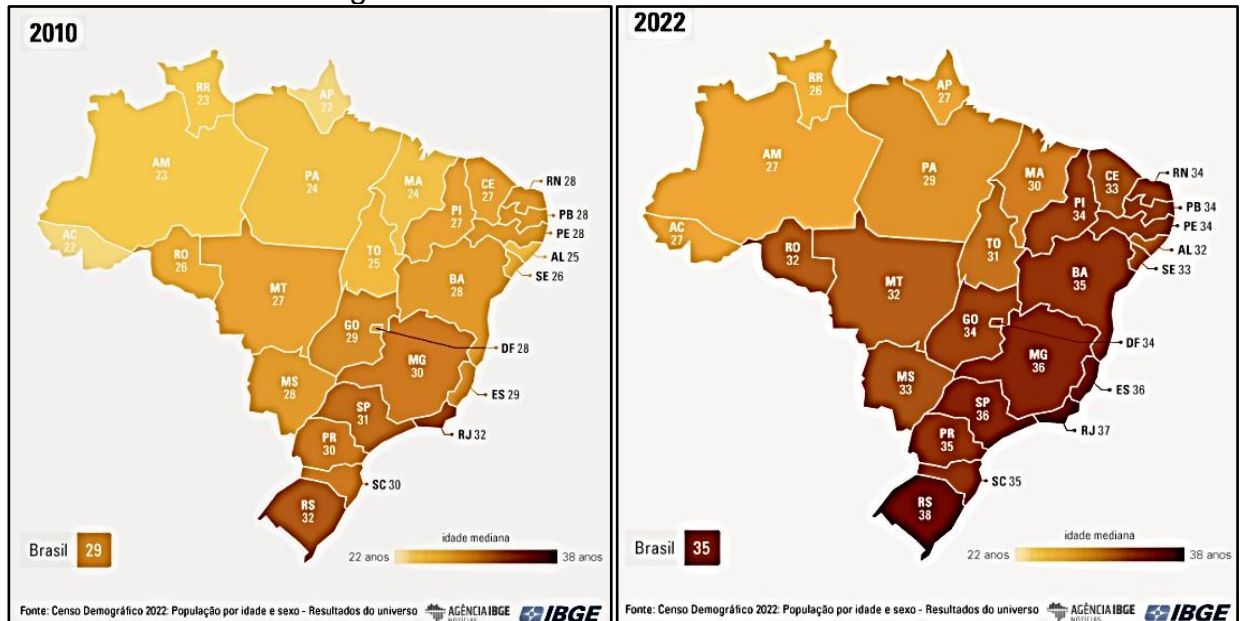 2010
RR
23
AP
22
AM
23
PA
24
MA
24
CE
27
RN 28
PI
27
PB 28
PE 28
AC
22
TO
25
AL 25
RO
26
SE 26
BA
28
MT
27
GO
29
DF 28
MG
30
MS
28
ES 29
SP
31
RJ 32
PR
30
SC 30
RS
32
Brasil 29
idade mediana
22 anos 38 anos
Fonte: Censo Demográfico 2022: População por idade e sexo - Resultados do universo AGÊNCIA IBGE NOTÍCIAS IBGE
2022
RR
26
AP
27
AM
27
PA
29
MA
30
CE
33
RN 34
PI
34
PB 34
PE 34
AC
27
TO
31
AL 32
RO
32
SE 33
BA
35
MT
32
GO
34
DF 34
MG
36
MS
33
ES 36
SP
36
RJ 37
PR
35
SC 35
RS
38
Brasil 35
idade mediana
22 anos 38 anos
Fonte: Censo Demográfico 2022: População por idade e sexo - Resultados do universo AGÊNCIA IBGE NOTÍCIAS IBGE